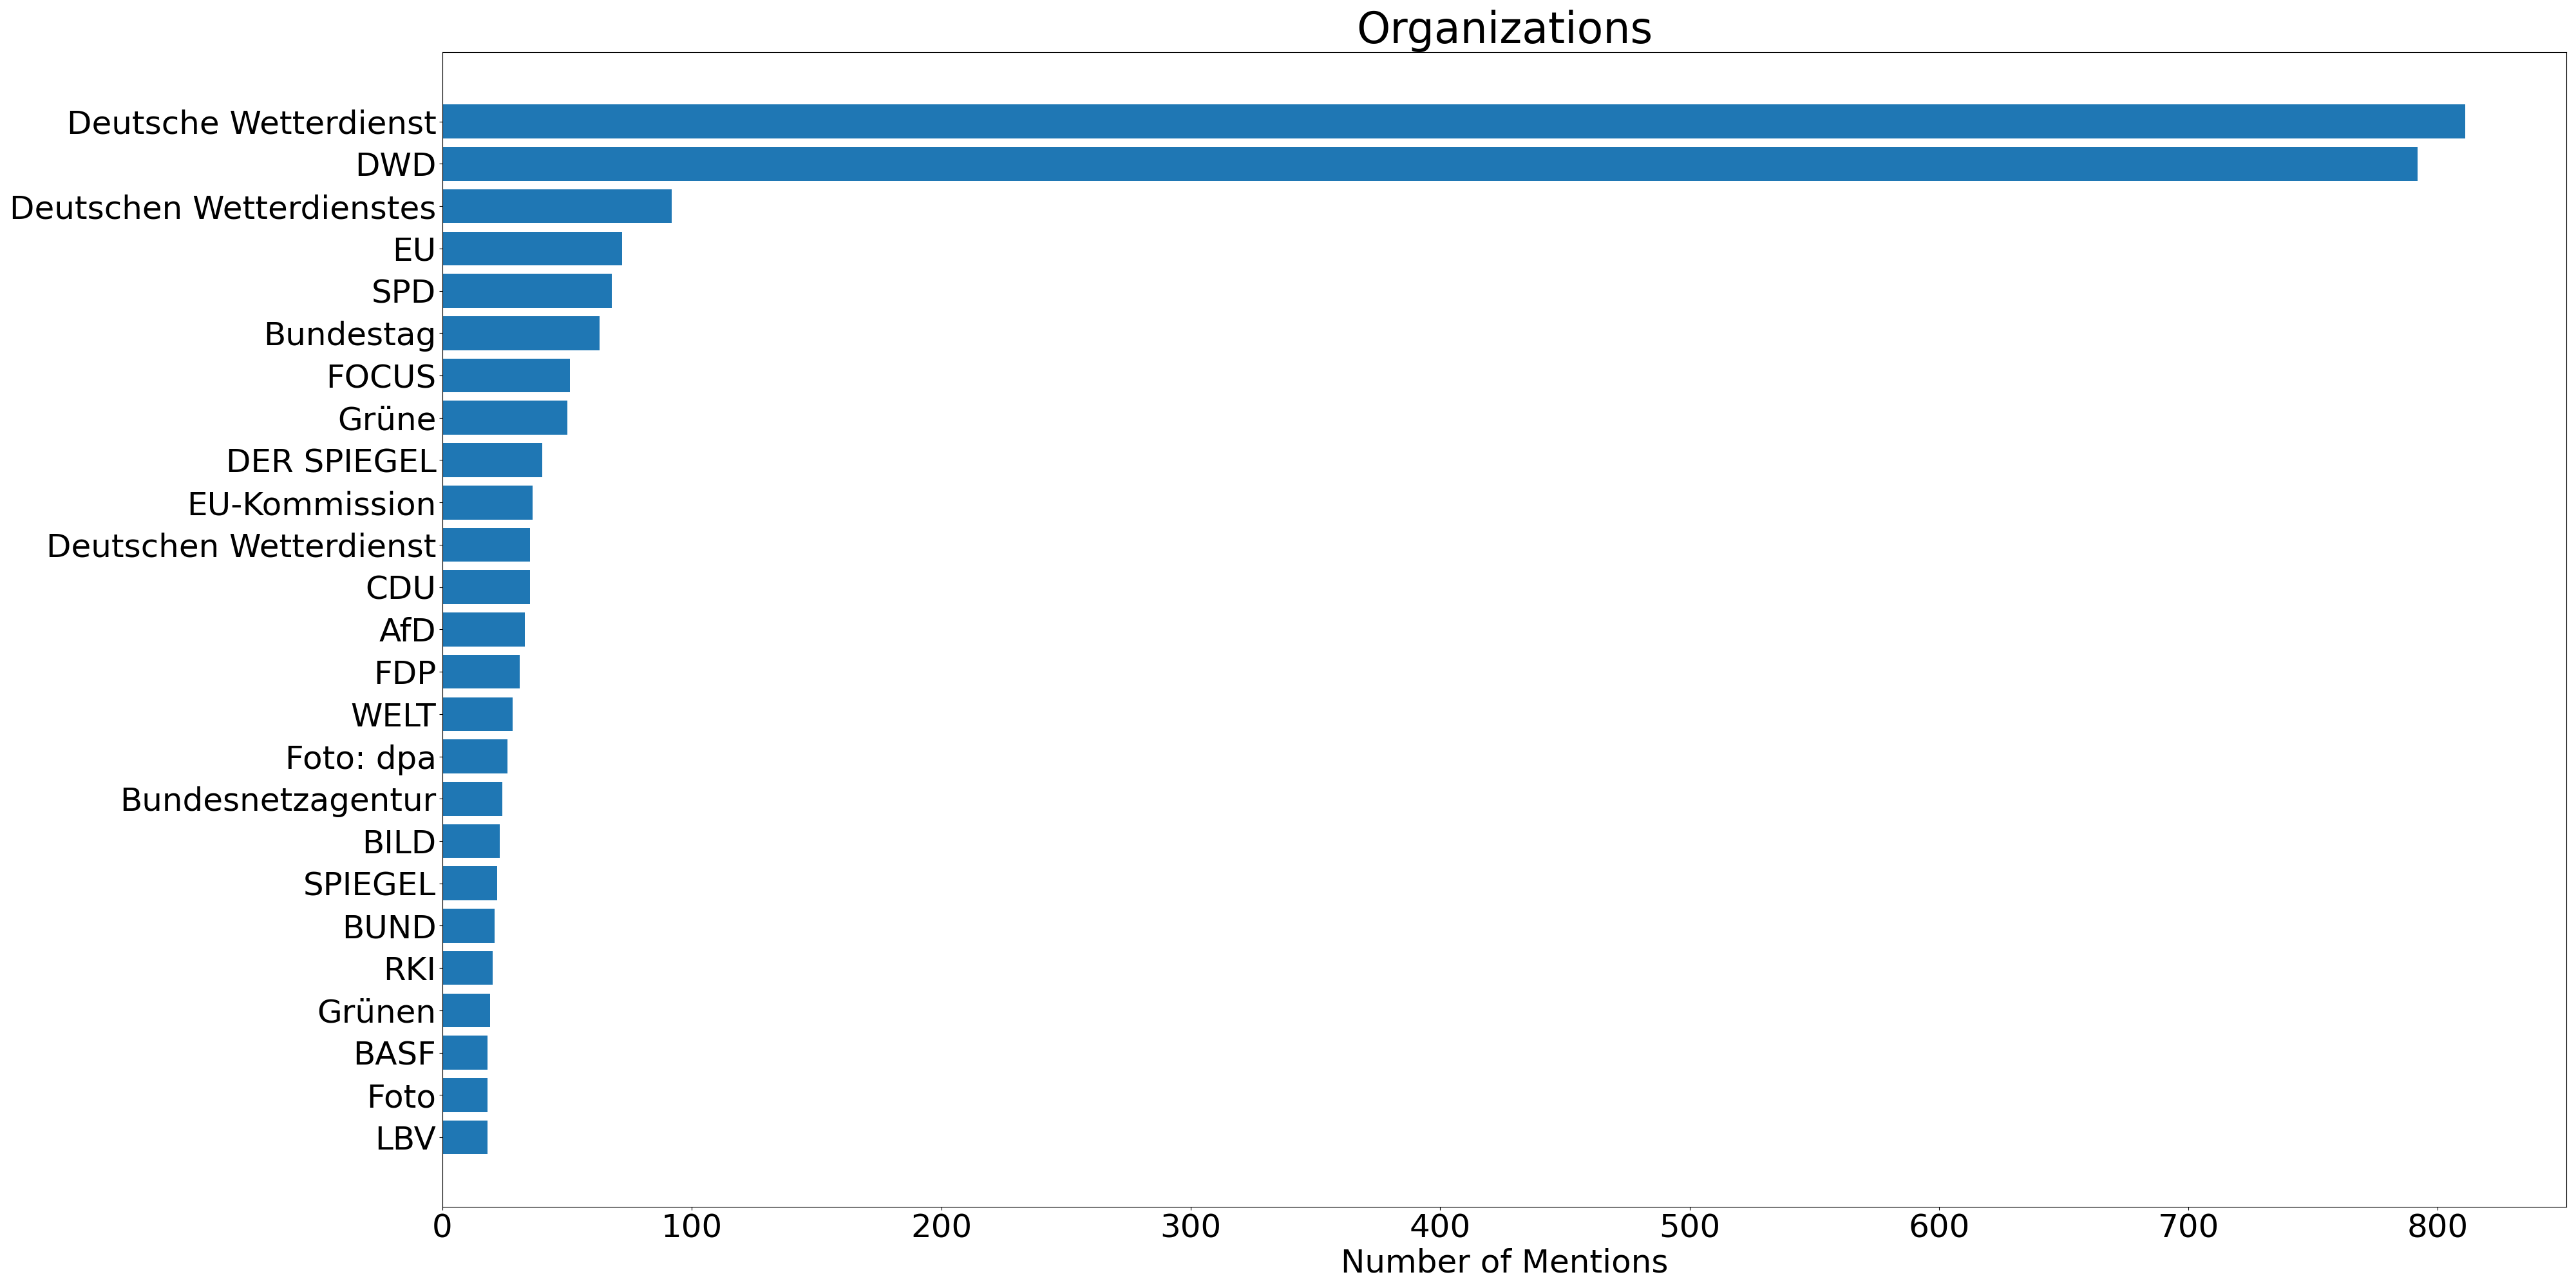 Organizations
Deutsche Wetterdienst
DWD
Deutschen Wetterdienstes
EU
SPD
Bundestag
FOCUS
Grüne
DER SPIEGEL
EU-Kommission
Deutschen Wetterdienst
CDU
AfD
FDP
WELT
Foto: dpa
Bundesnetzagentur
BILD
SPIEGEL
BUND
RKI
Grünen
BASF
Foto
LBV
0 100 200 300 400 500 600 700 800
Number of Mentions